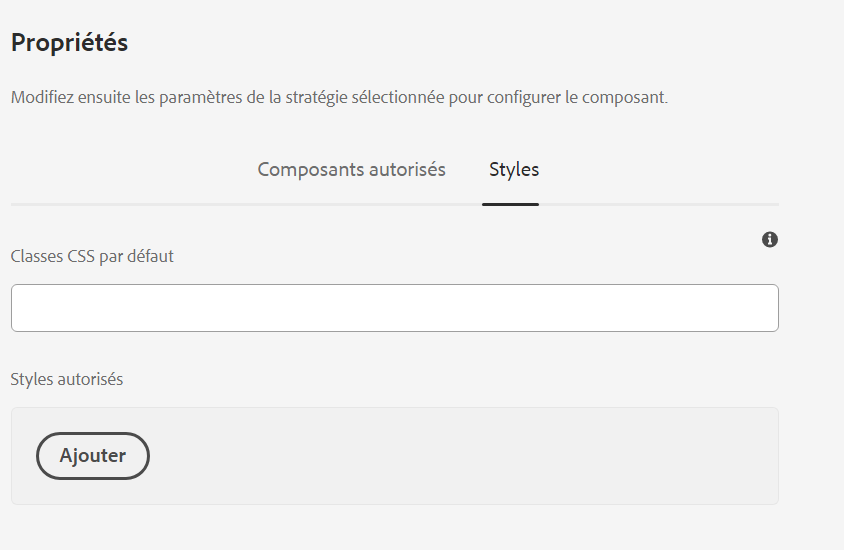 Propriétés
Modifiez ensuite les paramètres de la stratégie sélectionnée pour configurer le composant.
Composants autorisés Styles
Classes CSS par défaut
Styles autorisés
Ajouter